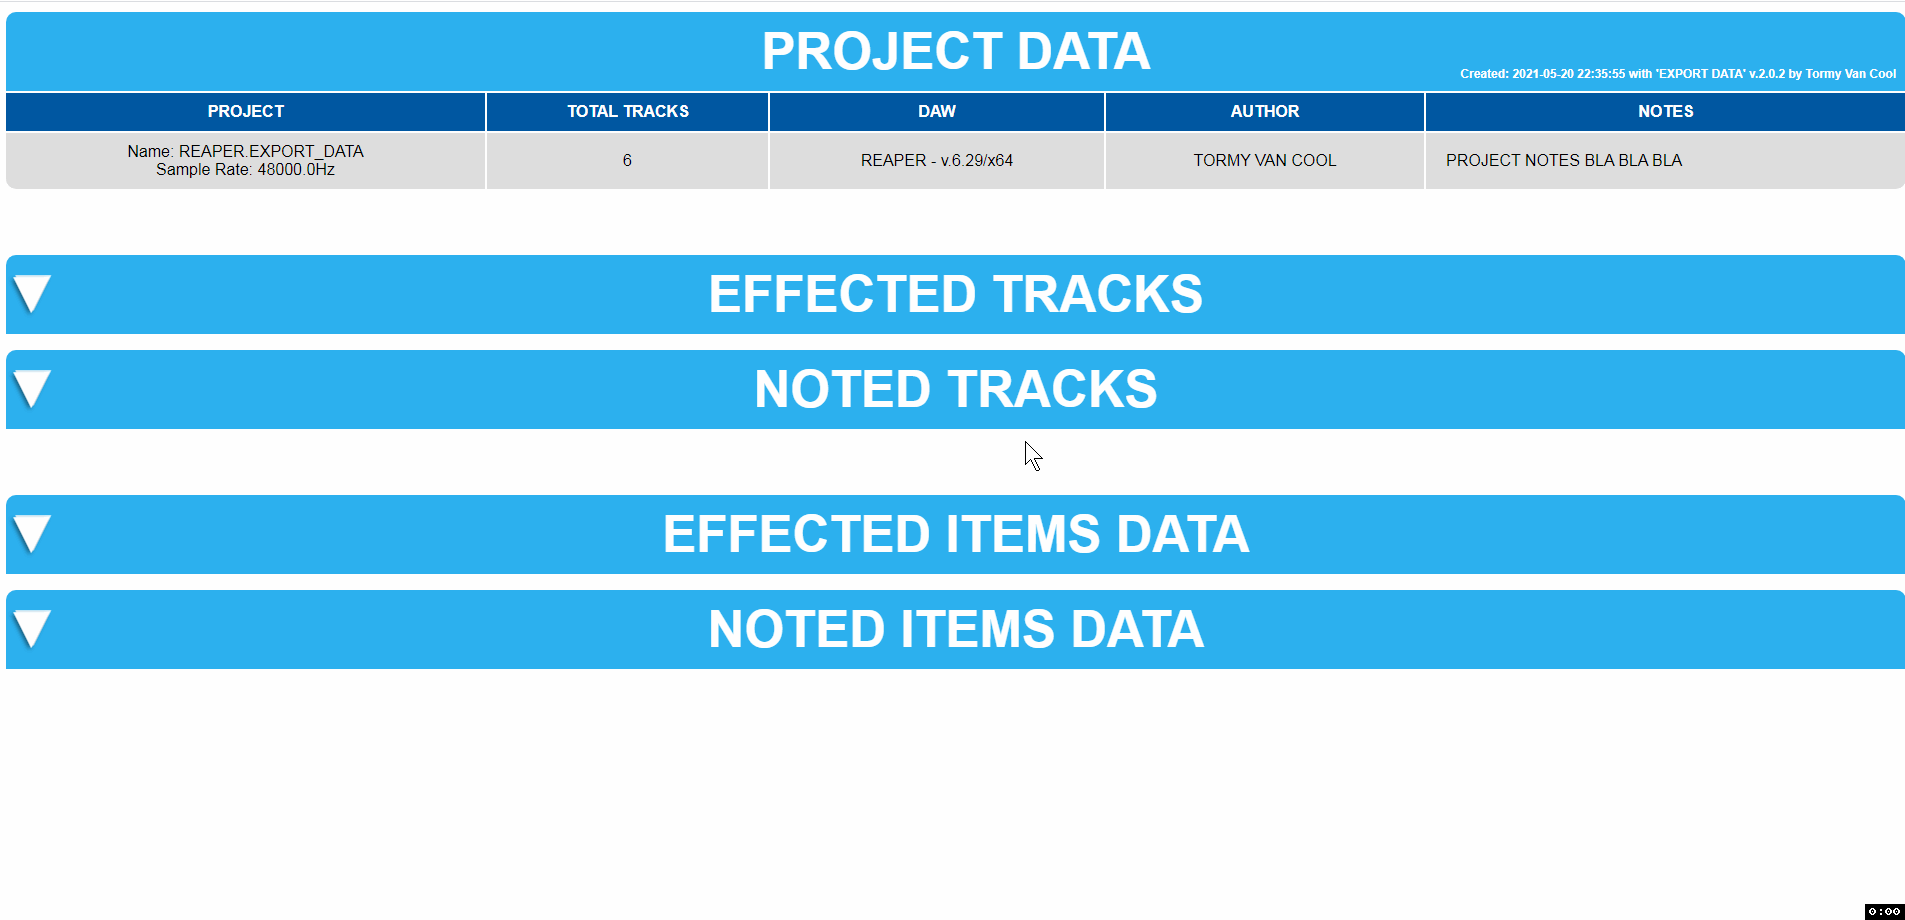 PROJECT DATA
Created: 2021-05-20 22:35:55 with 'EXPORT DATA' v.2.0.2 by Tormy Van Cool
PROJECT TOTAL TRACKS DAW AUTHOR NOTES
Name: REAPER.EXPORT_DATA
Sample Rate: 48000.0Hz
6
REAPER - v.6.29/x64
TORMY VAN COOL
PROJECT NOTES BLA BLA BLA
EFFECTED TRACKS
NOTED TRACKS
EFFECTED ITEMS DATA
NOTED ITEMS DATA
0:00